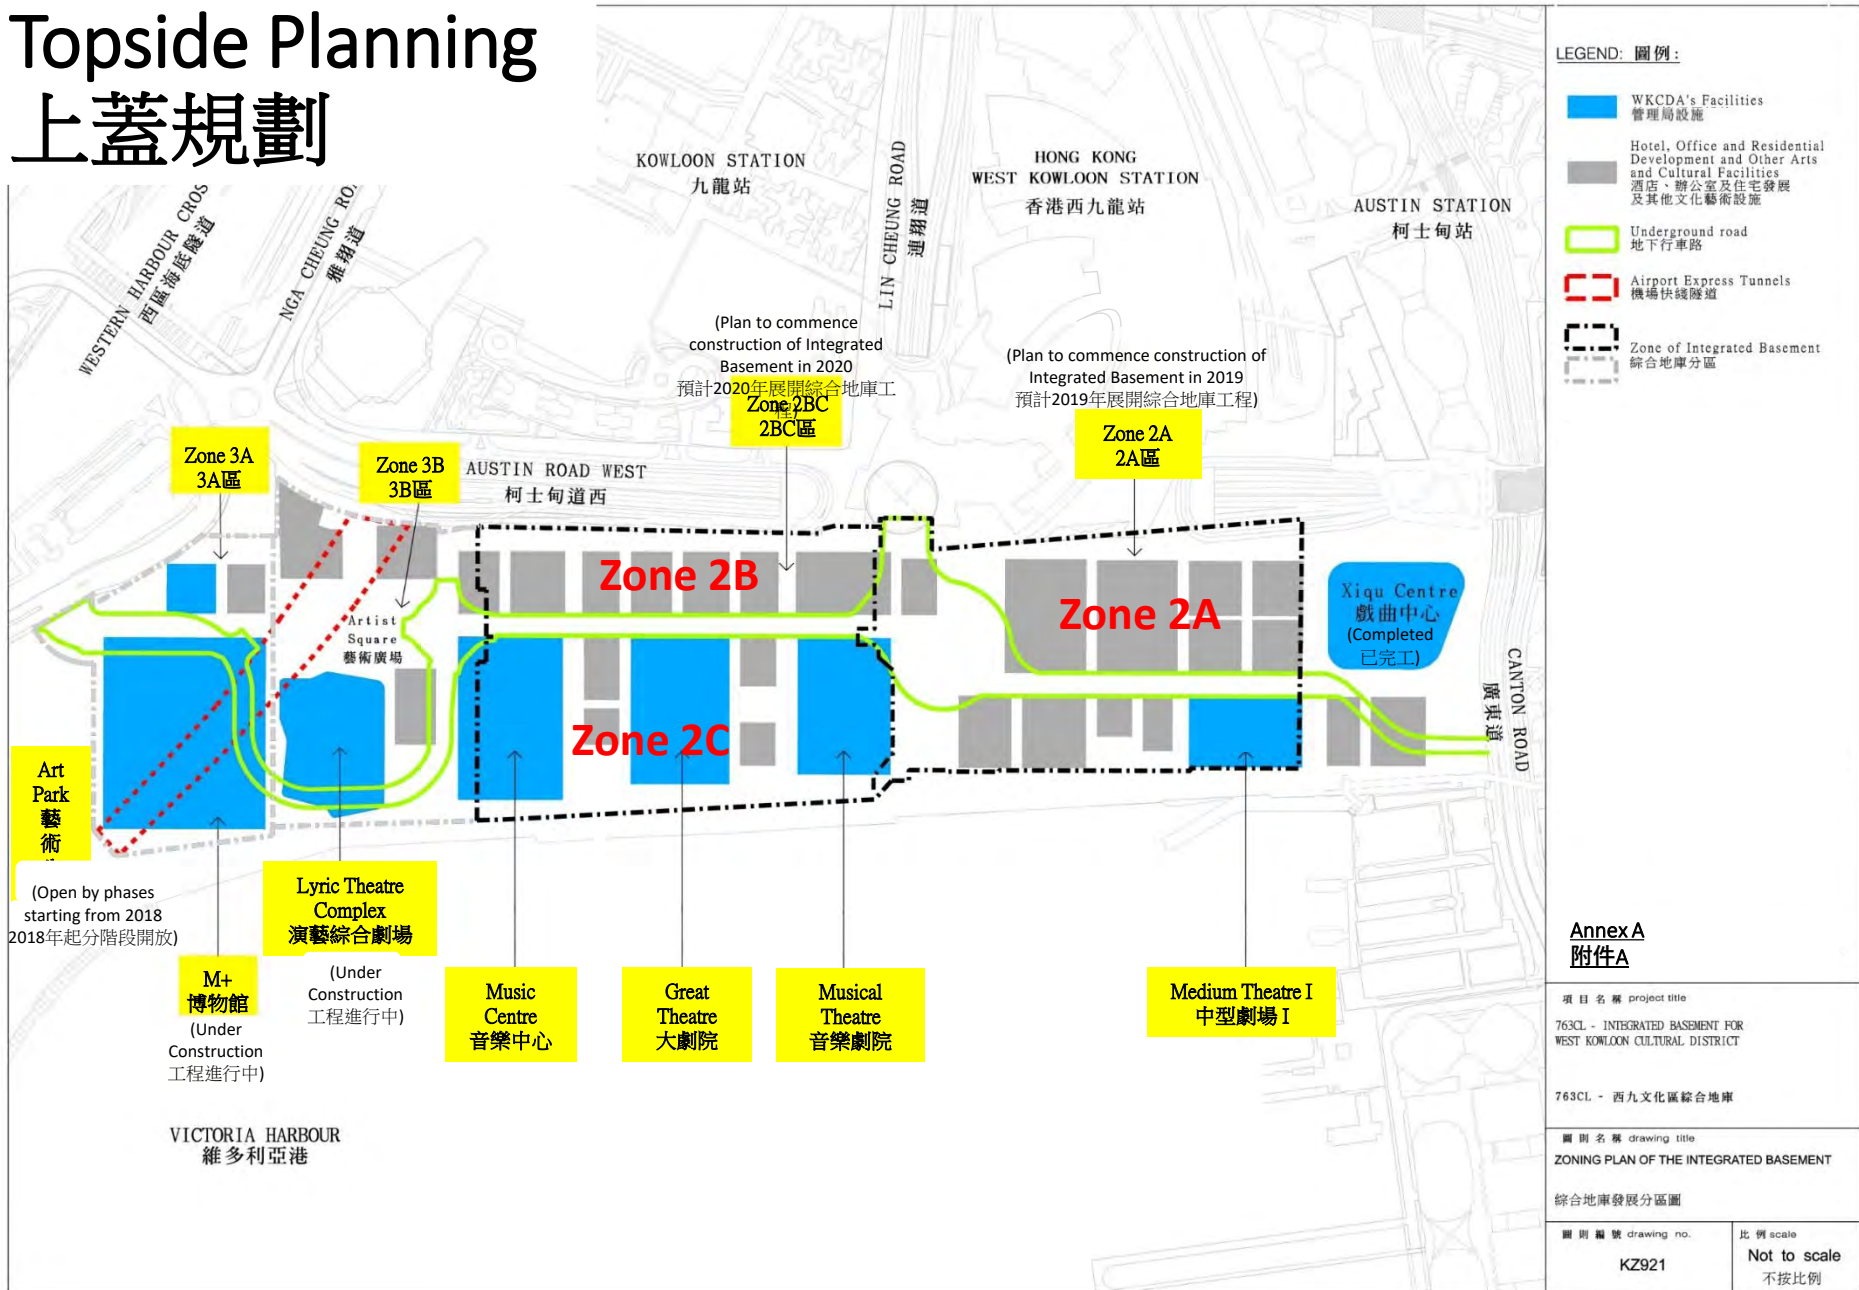 Topside Planning
上蓋規劃
KOWLOON STATION
九龍站
LIN CHEUNG ROAD
連翔道
HONG KONG
WEST KOWLOON STATION
香港西九龍站
AUSTIN STATION
柯士甸站
WESTERN HARBOUR CROS
西區海底隧道
NGA CHEUNG ROA
雅翔道
(Plan to commence
construction of Integrated
Basement in 2020
預計2020年展開綜合地庫工
程)
Zone 2BC
2BC區
(Plan to commence construction of
Integrated Basement in 2019
預計2019年展開綜合地庫工程)
Zone 2A
2A區
Zone 3A
3A區
Zone 3B
3B區
AUSTIN ROAD WEST
柯士甸道西
Zone 2B
Zone 2A
Zone 2C
Xiqu Centre
戲曲中心
(Completed
已完工)
Artist
Square
藝術廣場
CANTON ROAD
廣東道
Art
Park
藝
術
(Open by phases
starting from 2018
2018年起分階段開放)
M+
博物館
(Under
Construction
工程進行中)
Lyric Theatre
Complex
演藝綜合劇場
(Under
Construction
工程進行中)
Music
Centre
音樂中心
Great
Theatre
大劇院
Musical
Theatre
音樂劇院
Medium Theatre I
中型劇場 I
VICTORIA HARBOUR
維多利亞港
LEGEND: 圖例:
WKCDA's Facilities
管理局設施
Hotel, Office and Residential
Development and Other Arts
and Cultural Facilities
酒店、辦公室及住宅發展
及其他文化藝術設施
Underground road
地下行車路
Airport Express Tunnels
機場快綫隧道
Zone of Integrated Basement
綜合地庫分區
Annex A
附件A
項目名稱 project title
763CL - INTEGRATED BASEMENT FOR
WEST KOWLOON CULTURAL DISTRICT
763CL - 西九文化區綜合地庫
圖則名稱 drawing title
ZONING PLAN OF THE INTEGRATED BASEMENT
綜合地庫發展分區圖
圖則編號 drawing no.
KZ921
比例 scale
Not to scale
不按比例